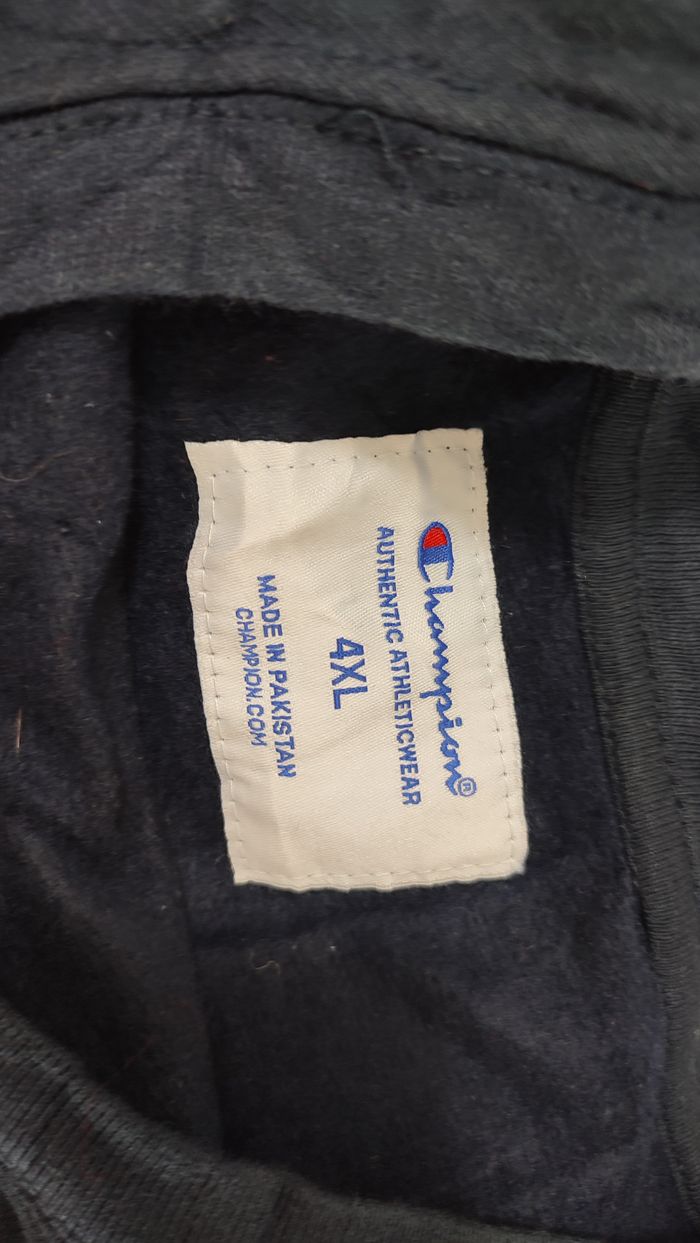 Champion®
AUTHENTIC ATHLETICWEAR
4XL
MADE IN PAKISTAN
CHAMPION.COM